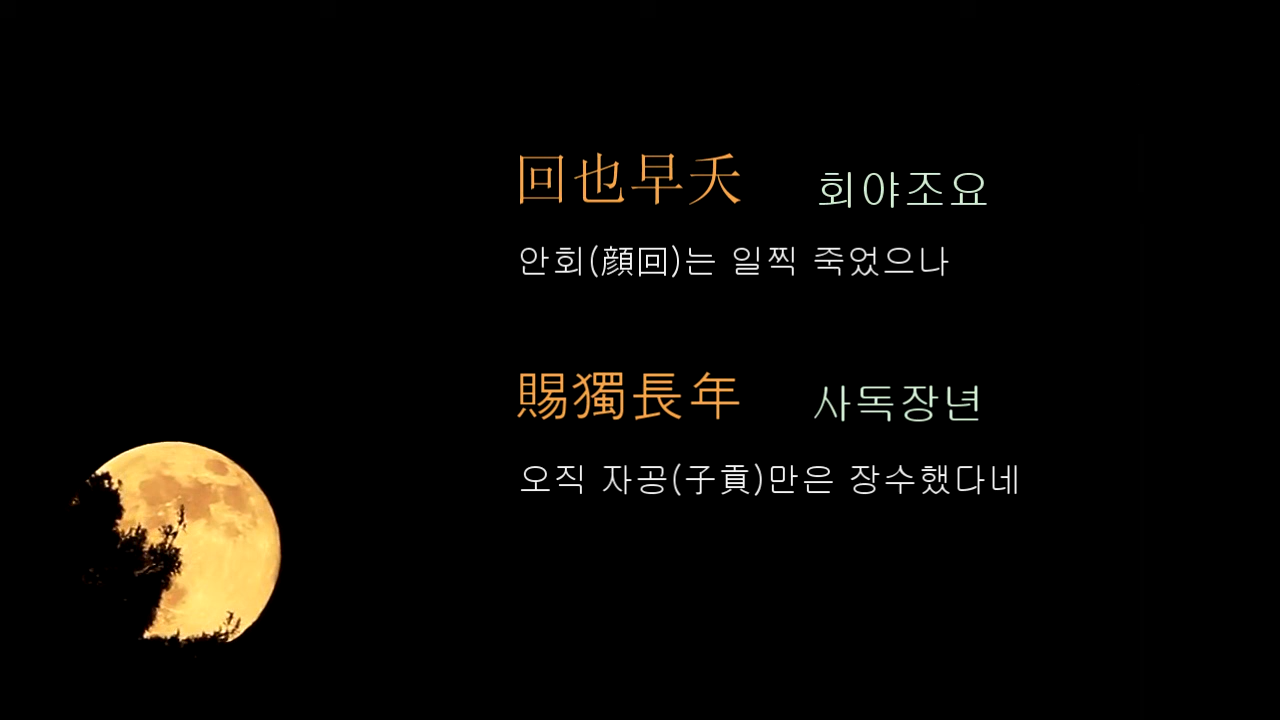 回也早夭 회야조요
안회(顔回)는 일찍 죽었으나
賜獨長年 사독장년
오직 자공(子貢)만은 장수했다네